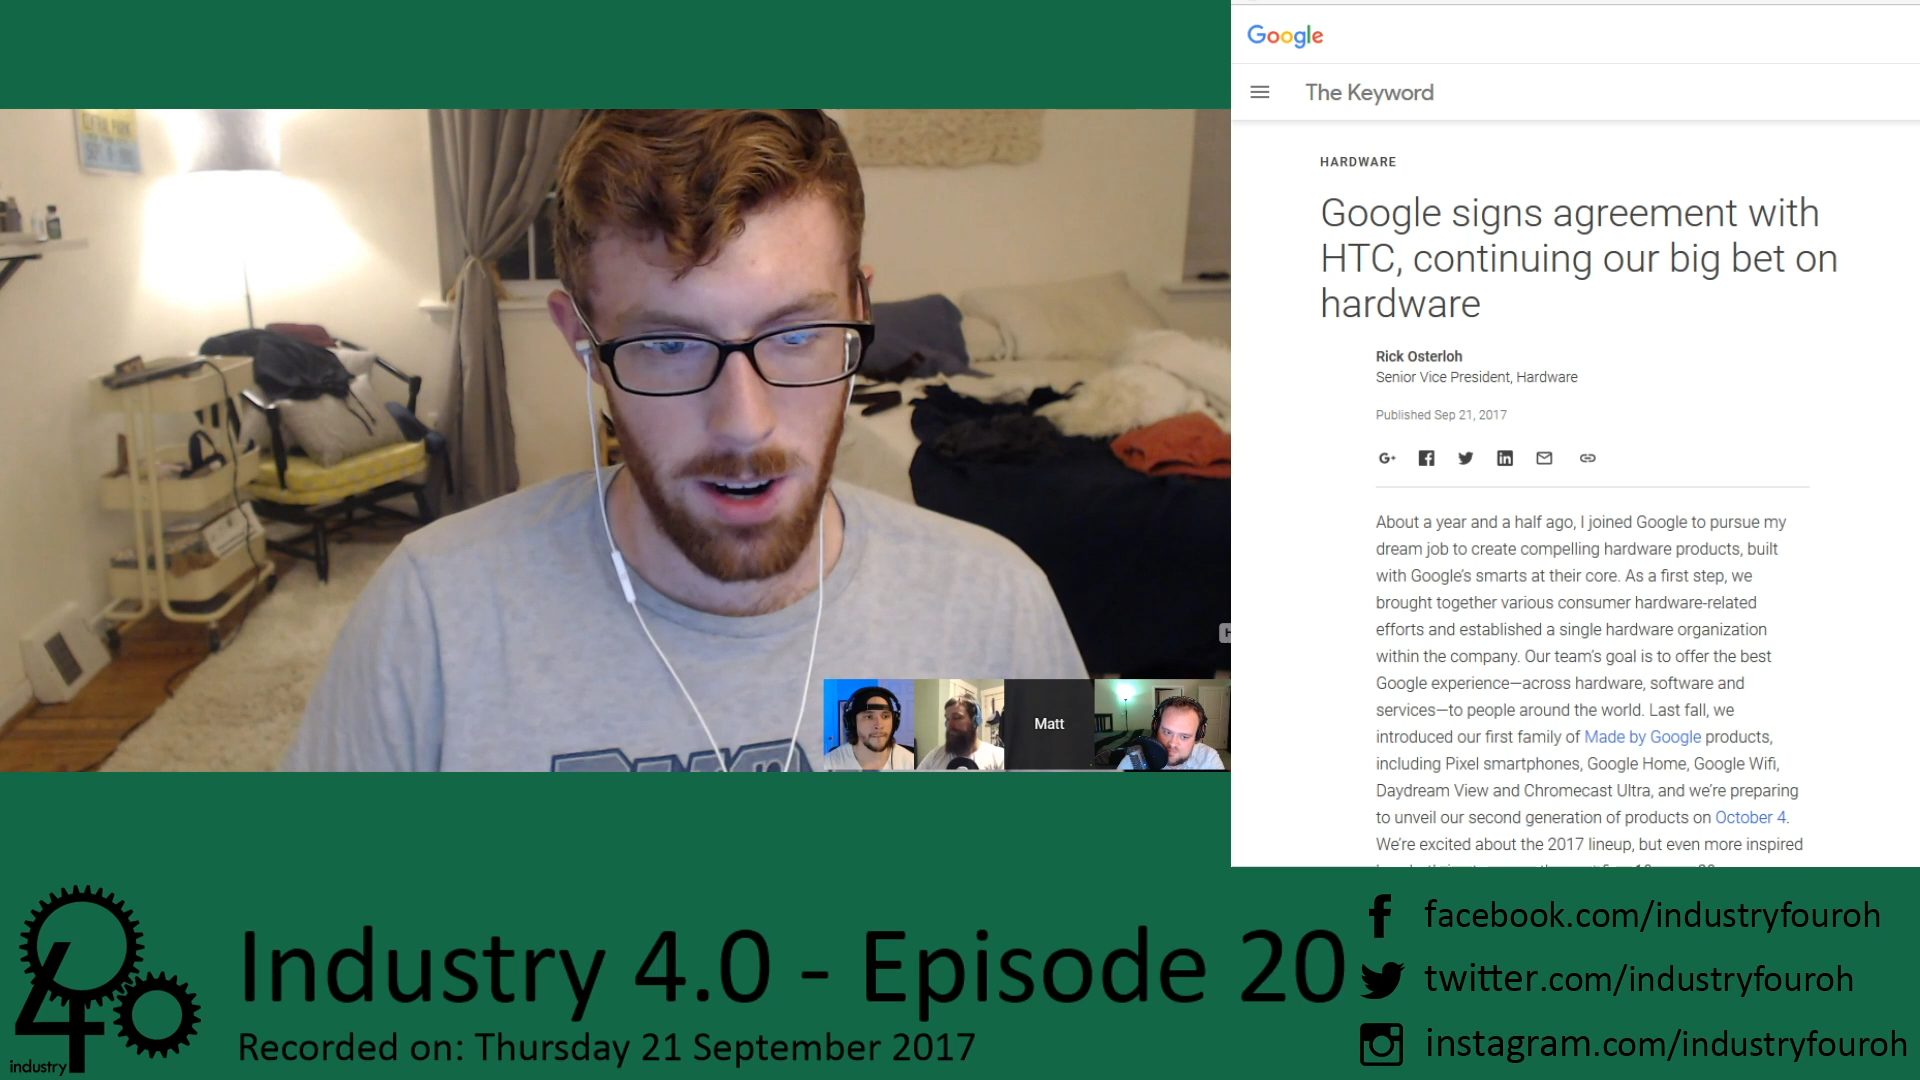 Google
The Keyword
HARDWARE
Google signs agreement with
HTC, continuing our big bet on
hardware
Rick Osterloh
Senior Vice President, Hardware
Published Sep 21, 2017
G+
About a year and a half ago, I joined Google to pursue my
dream job to create compelling hardware products, built
with Google's smarts at their core. As a first step, we
brought together various consumer hardware-related
efforts and established a single hardware organization
within the company. Our team's goal is to offer the best
Google experience—across hardware, software and
services—to people around the world. Last fall, we
introduced our first family of Made by Google products,
including Pixel smartphones, Google Home, Google Wifi,
Daydream View and Chromecast Ultra, and we're preparing
to unveil our second generation of products on October 4.
We're excited about the 2017 lineup, but even more inspired
Matt
4.0
industry
Industry 4.0 - Episode 20
Recorded on: Thursday 21 September 2017
facebook.com/industryfouroh
twitter.com/industryfouroh
instagram.com/industryfouroh